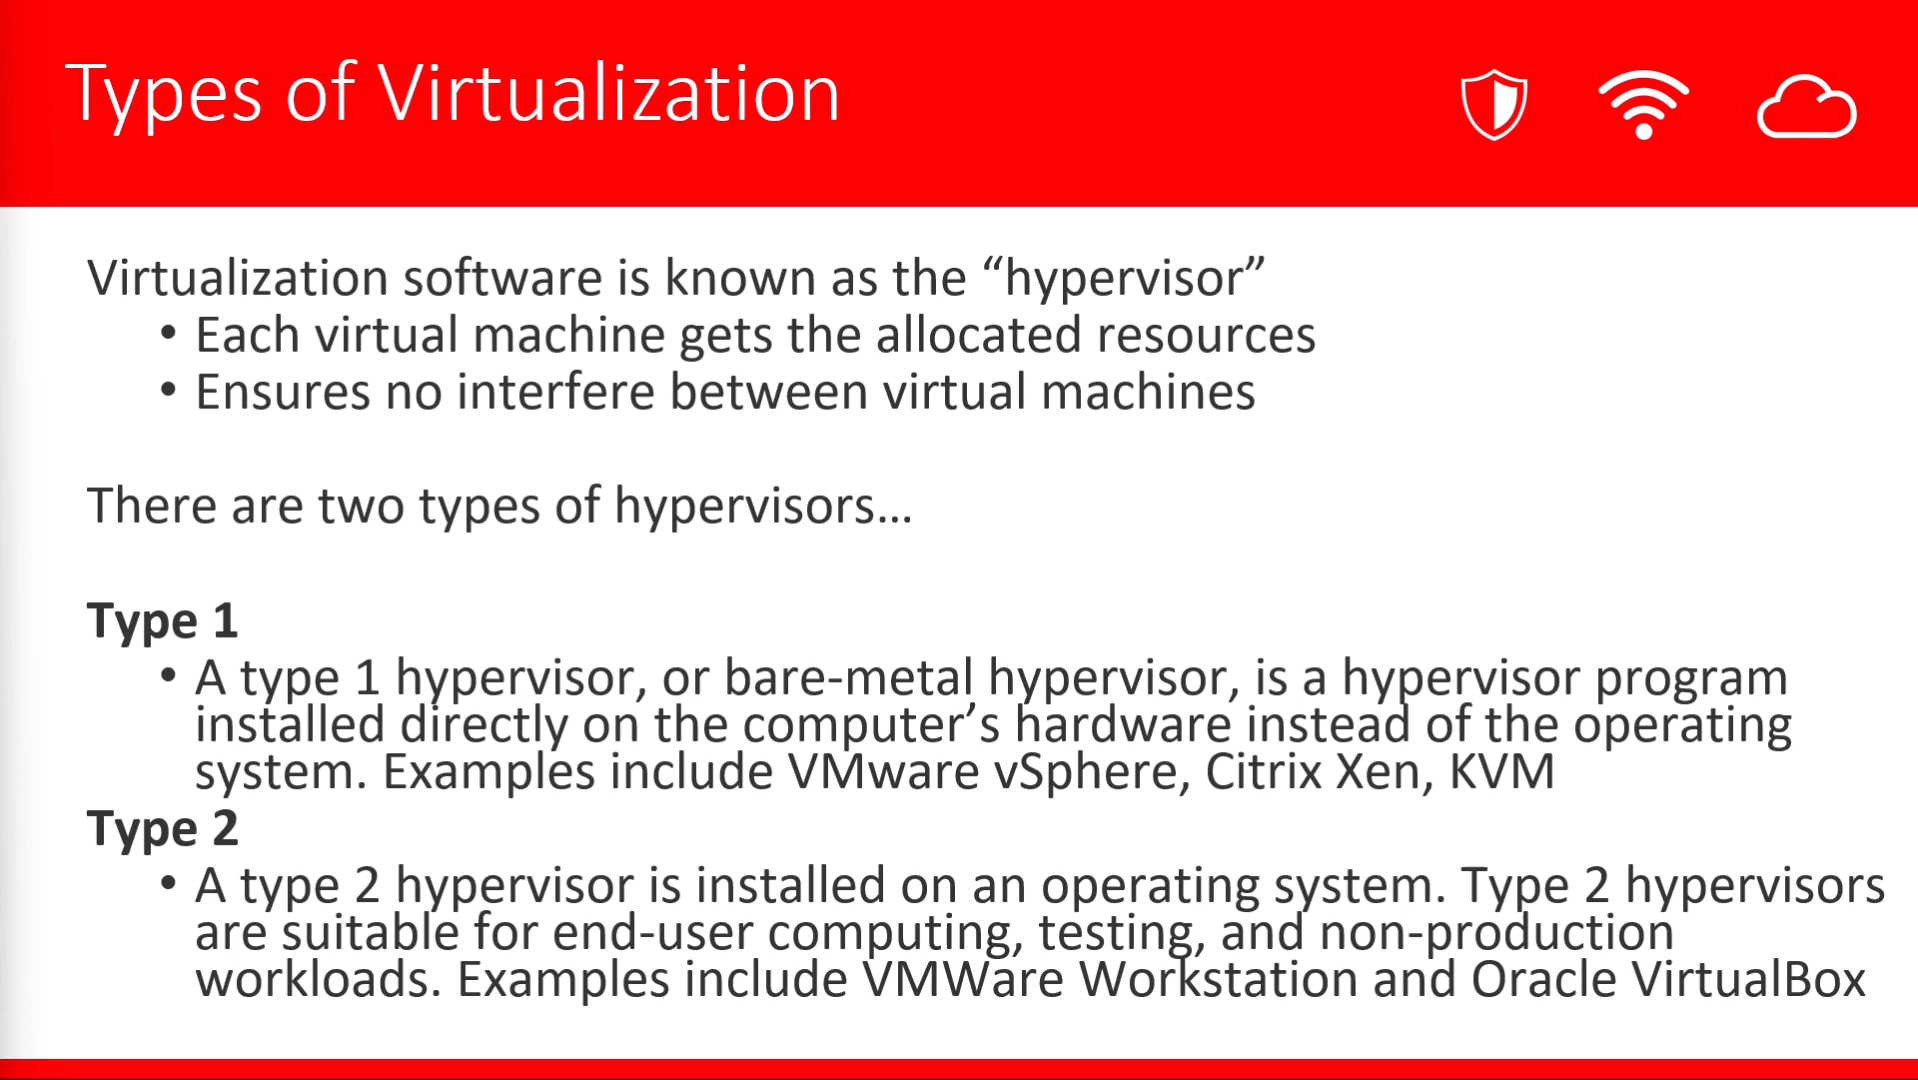 Types of Virtualization
Virtualization software is known as the “hypervisor”
• Each virtual machine gets the allocated resources
• Ensures no interfere between virtual machines
There are two types of hypervisors...
Type 1
• A type 1 hypervisor, or bare-metal hypervisor, is a hypervisor program
installed directly on the computer’s hardware instead of the operating
system. Examples include VMware vSphere, Citrix Xen, KVM
Type 2
• A type 2 hypervisor is installed on an operating system. Type 2 hypervisors
are suitable for end-user computing, testing, and non-production
workloads. Examples include VMWare Workstation and Oracle VirtualBox